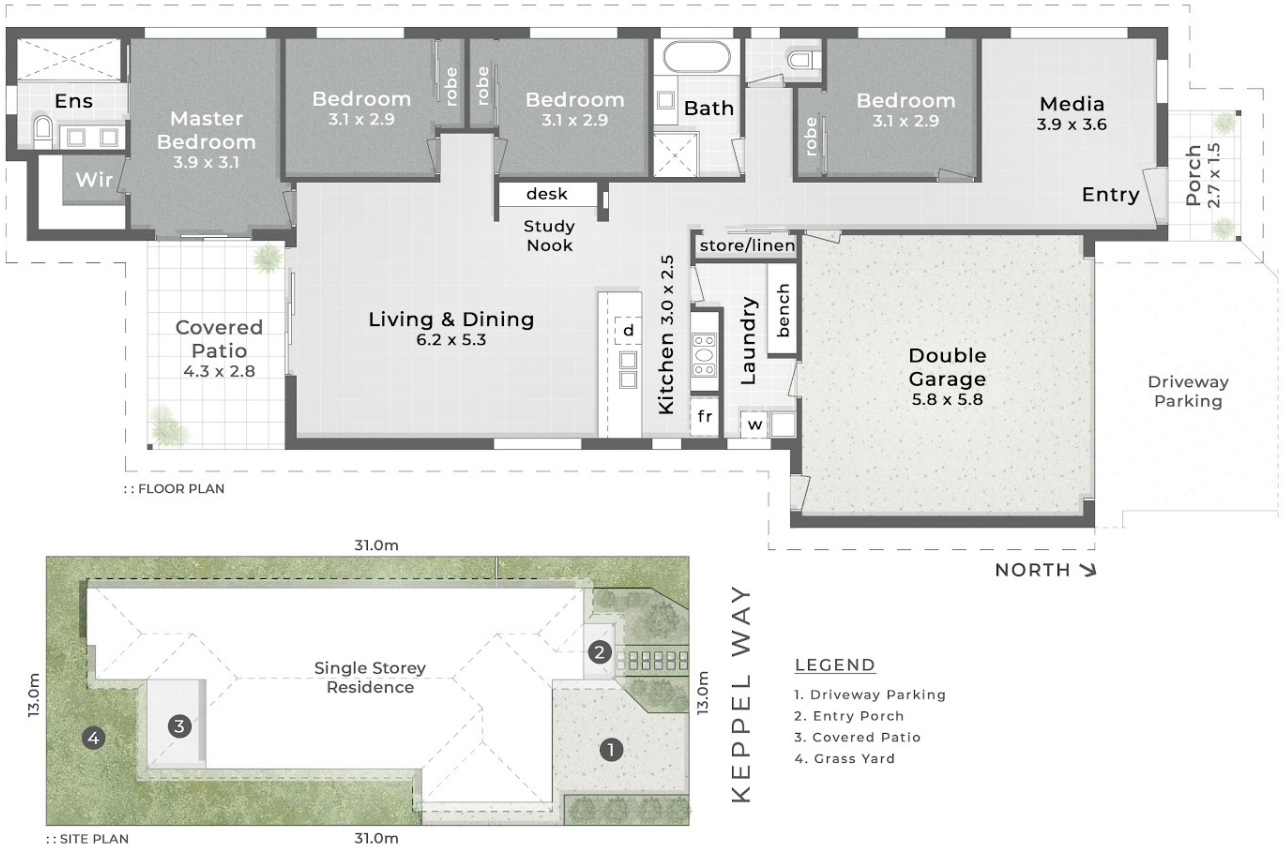 Ens
Master
Bedroom
3.9 x 3.1
Wir
Bedroom
3.1 x 2.9
robe
robe
Bedroom
3.1 x 2.9
Bath
robe
Bedroom
3.1 x 2.9
Media
3.9 x 3.6
Entry
Porch
2.7 x 1.5
desk
Study
Nook
store/linen
Living & Dining
6.2 x 5.3
Covered
Patio
4.3 x 2.8
d
Kitchen 3.0 x 2.5
fr
Laundry
bench
w
Double
Garage
5.8 x 5.8
Driveway
Parking
:: FLOOR PLAN
NORTH
31.0m
13.0m
Single Storey
Residence
1
2
3
4
13.0m
31.0m
:: SITE PLAN
KEPPEL WAY
LEGEND
1. Driveway Parking
2. Entry Porch
3. Covered Patio
4. Grass Yard